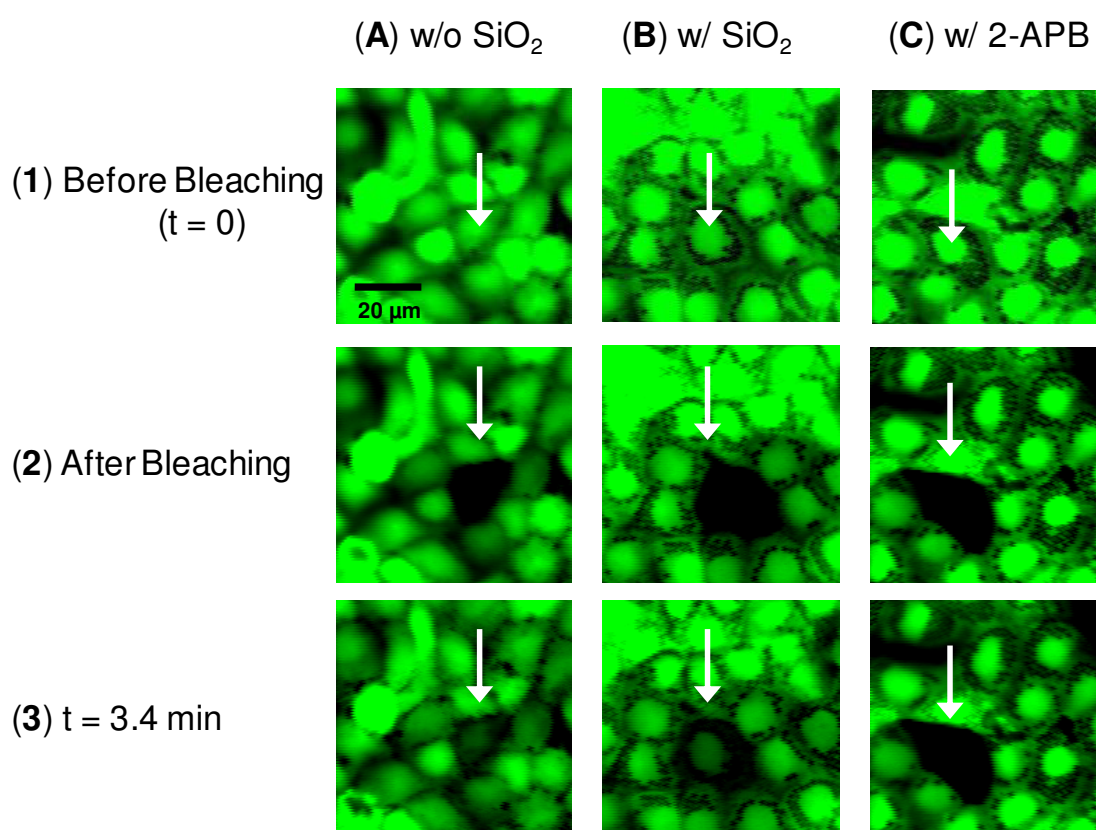 (A) w/o SiO₂ (B) w/ SiO₂ (C) w/ 2-APB
(1) Before Bleaching
(t = 0)
20 µm
(2) After Bleaching
(3) t = 3.4 min